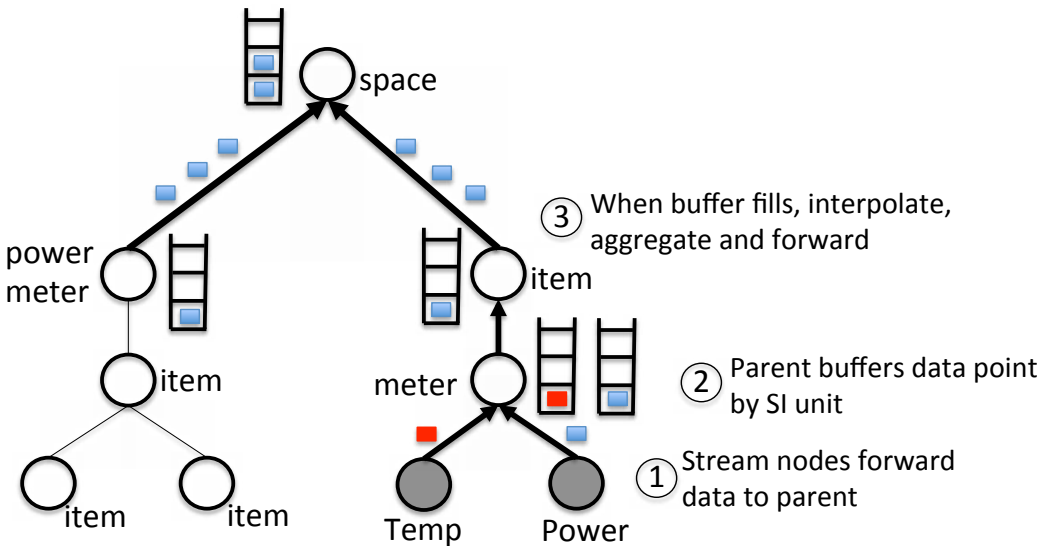 space
3 When buffer fills, interpolate,
aggregate and forward
power
meter
item
item
meter
2 Parent buffers data point
by SI unit
1 Stream nodes forward
data to parent
item
item
Temp
Power